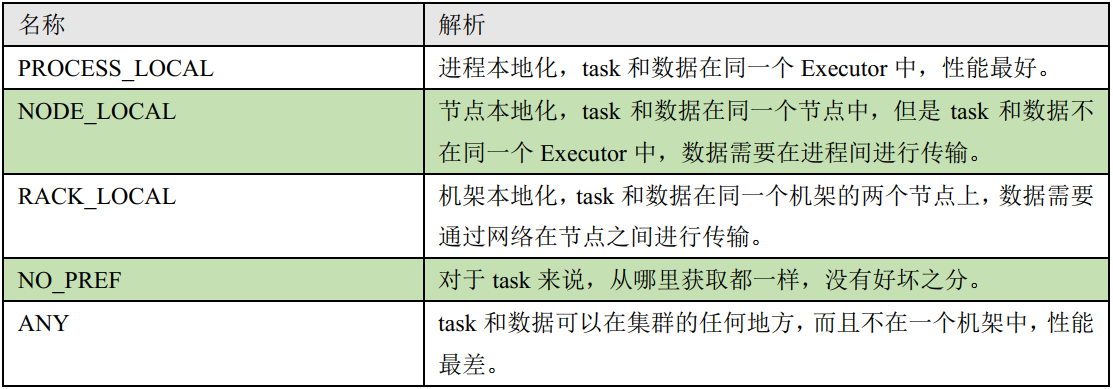 名称 解析
PROCESS_LOCAL 进程本地化，task 和数据在同一个 Executor 中，性能最好。
NODE_LOCAL 节点本地化，task 和数据在同一个节点中，但是 task 和数据不
在同一个 Executor 中，数据需要在进程间进行传输。
RACK_LOCAL 机架本地化，task 和数据在同一个机架的两个节点上，数据需要
通过网络在节点之间进行传输。
NO_PREF 对于 task 来说，从哪里获取都一样，没有好坏之分。
ANY task 和数据可以在集群的任何地方，而且不在一个机架中，性能
最差。